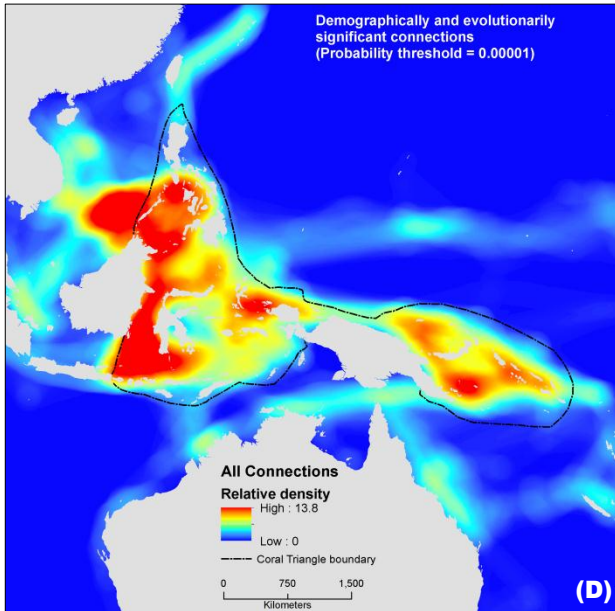 Demographically and evolutionarily
significant connections
(Probability threshold = 0.00001)
All Connections
Relative density
High : 13.8
Low : 0
Coral Triangle boundary
0 750 1,500
Kilometers
(D)